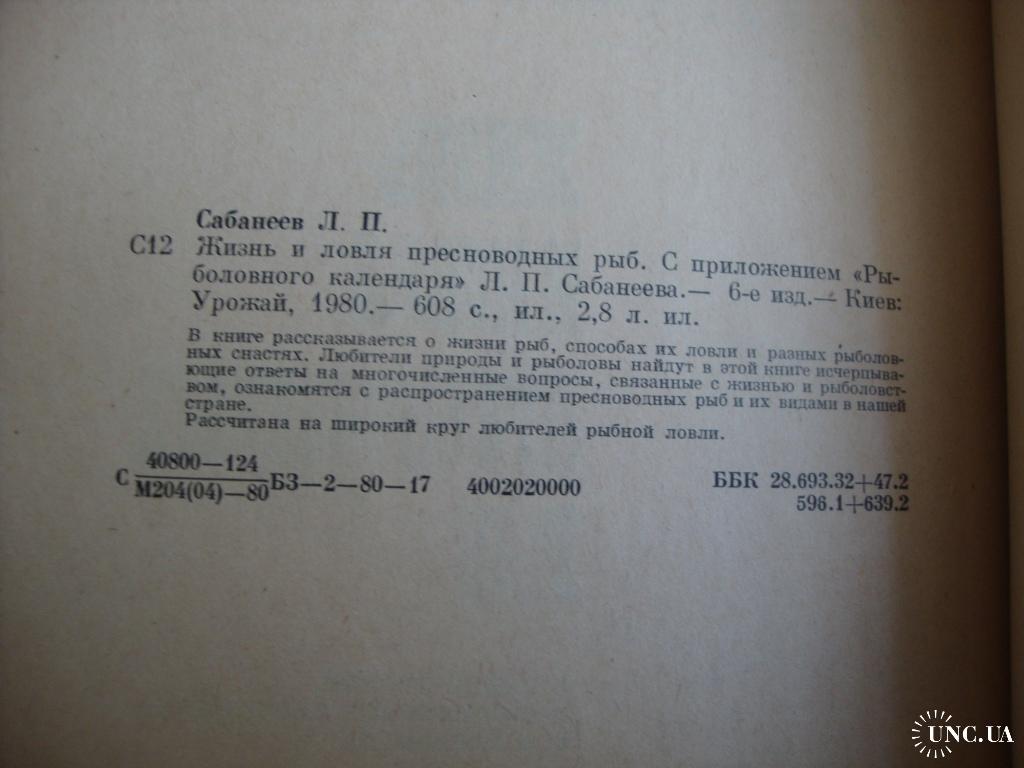 Сабанеев Л. П.
С12 Жизнь и ловля пресноводных рыб. С приложением «Ры-
боловного календаря» Л. П. Сабанеева.— 6-е изд.— Киев:
Урожай, 1980.— 608 с., ил., 2,8 л. ил.
В книге рассказывается о жизни рыб, способах их ловли и разных рыболов-
ных снастях. Любители природы и рыболовы найдут в этой книге исчерпыва-
ющие ответы на многочисленные вопросы, связанные с жизнью и рыболовст-
вом, ознакомятся с распространением пресноводных рыб и их видами в нашей
стране.
Рассчитана на широкий круг любителей рыбной ловли.
С 40800—124
М204(04)—80 БЗ—2—80—17 4002020000 ББК 28.693.32+47.2
596.1+639.2
UNC.UA